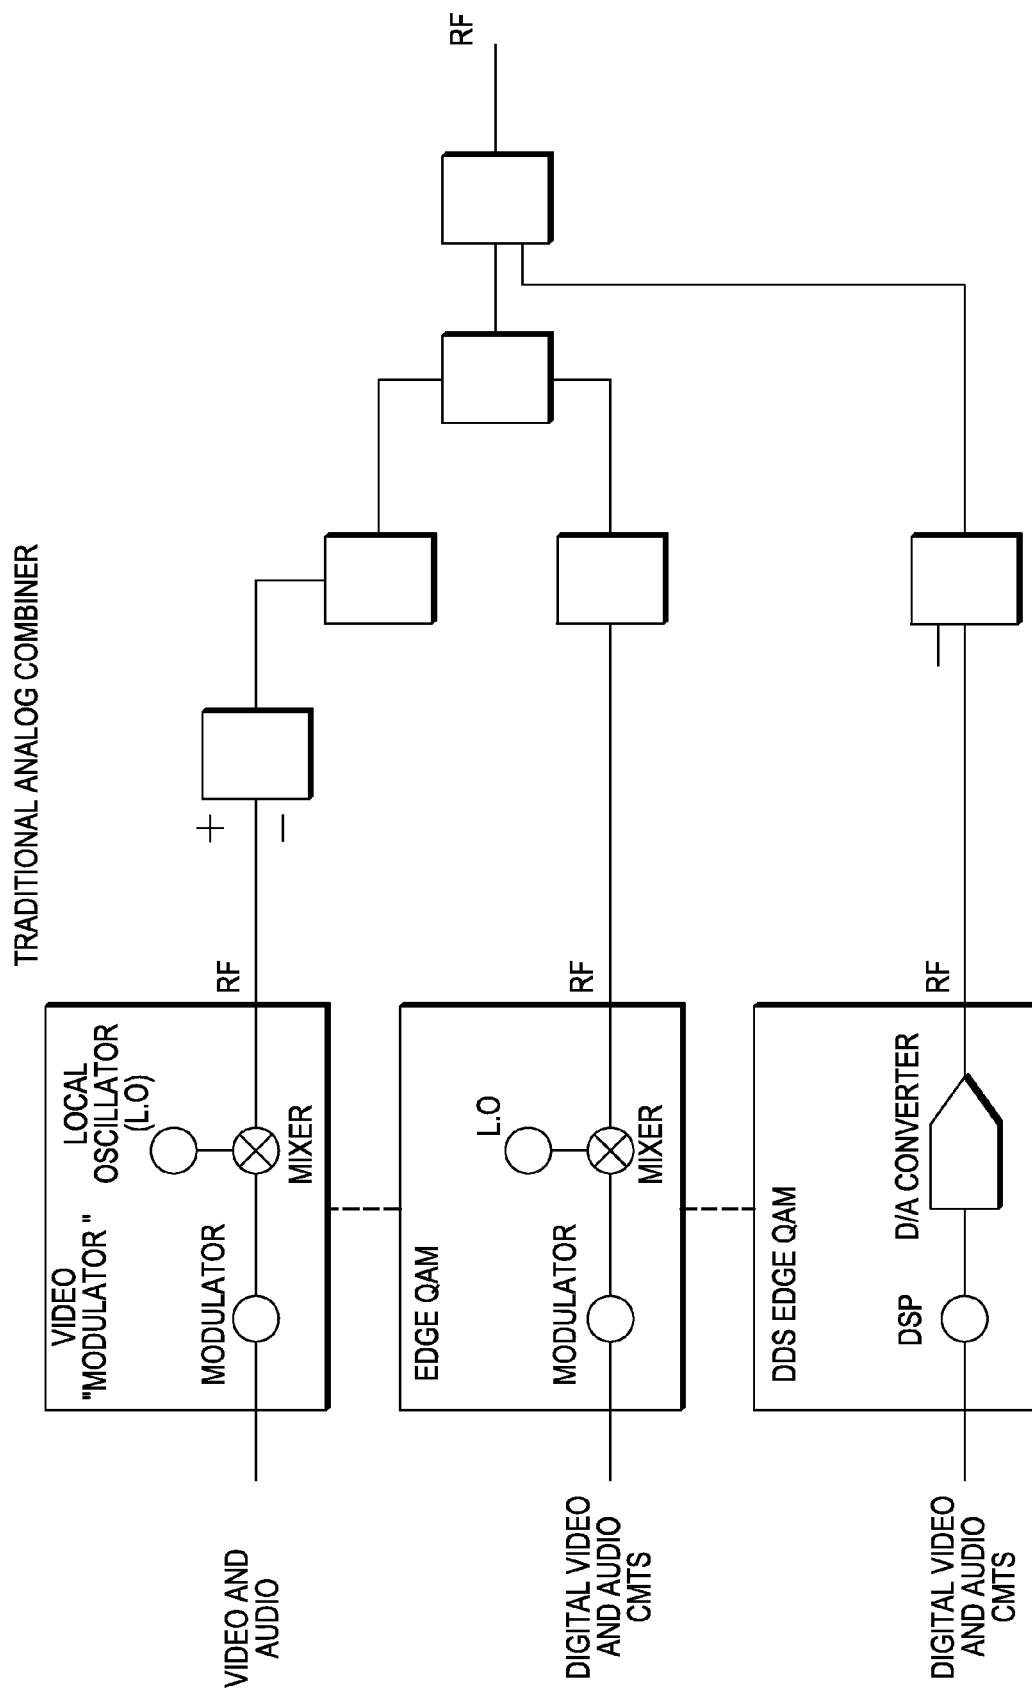 TRADITIONAL ANALOG COMBINER
VIDEO
"MODULATOR"
LOCAL
OSCILLATOR
(L.O)
MODULATOR
MIXER
RF
+
–
VIDEO AND
AUDIO
EDGE QAM
L.O
MODULATOR
MIXER
RF
DIGITAL VIDEO
AND AUDIO
CMTS
RF
DDS EDGE QAM
DSP
D/A CONVERTER
RF
–
DIGITAL VIDEO
AND AUDIO
CMTS